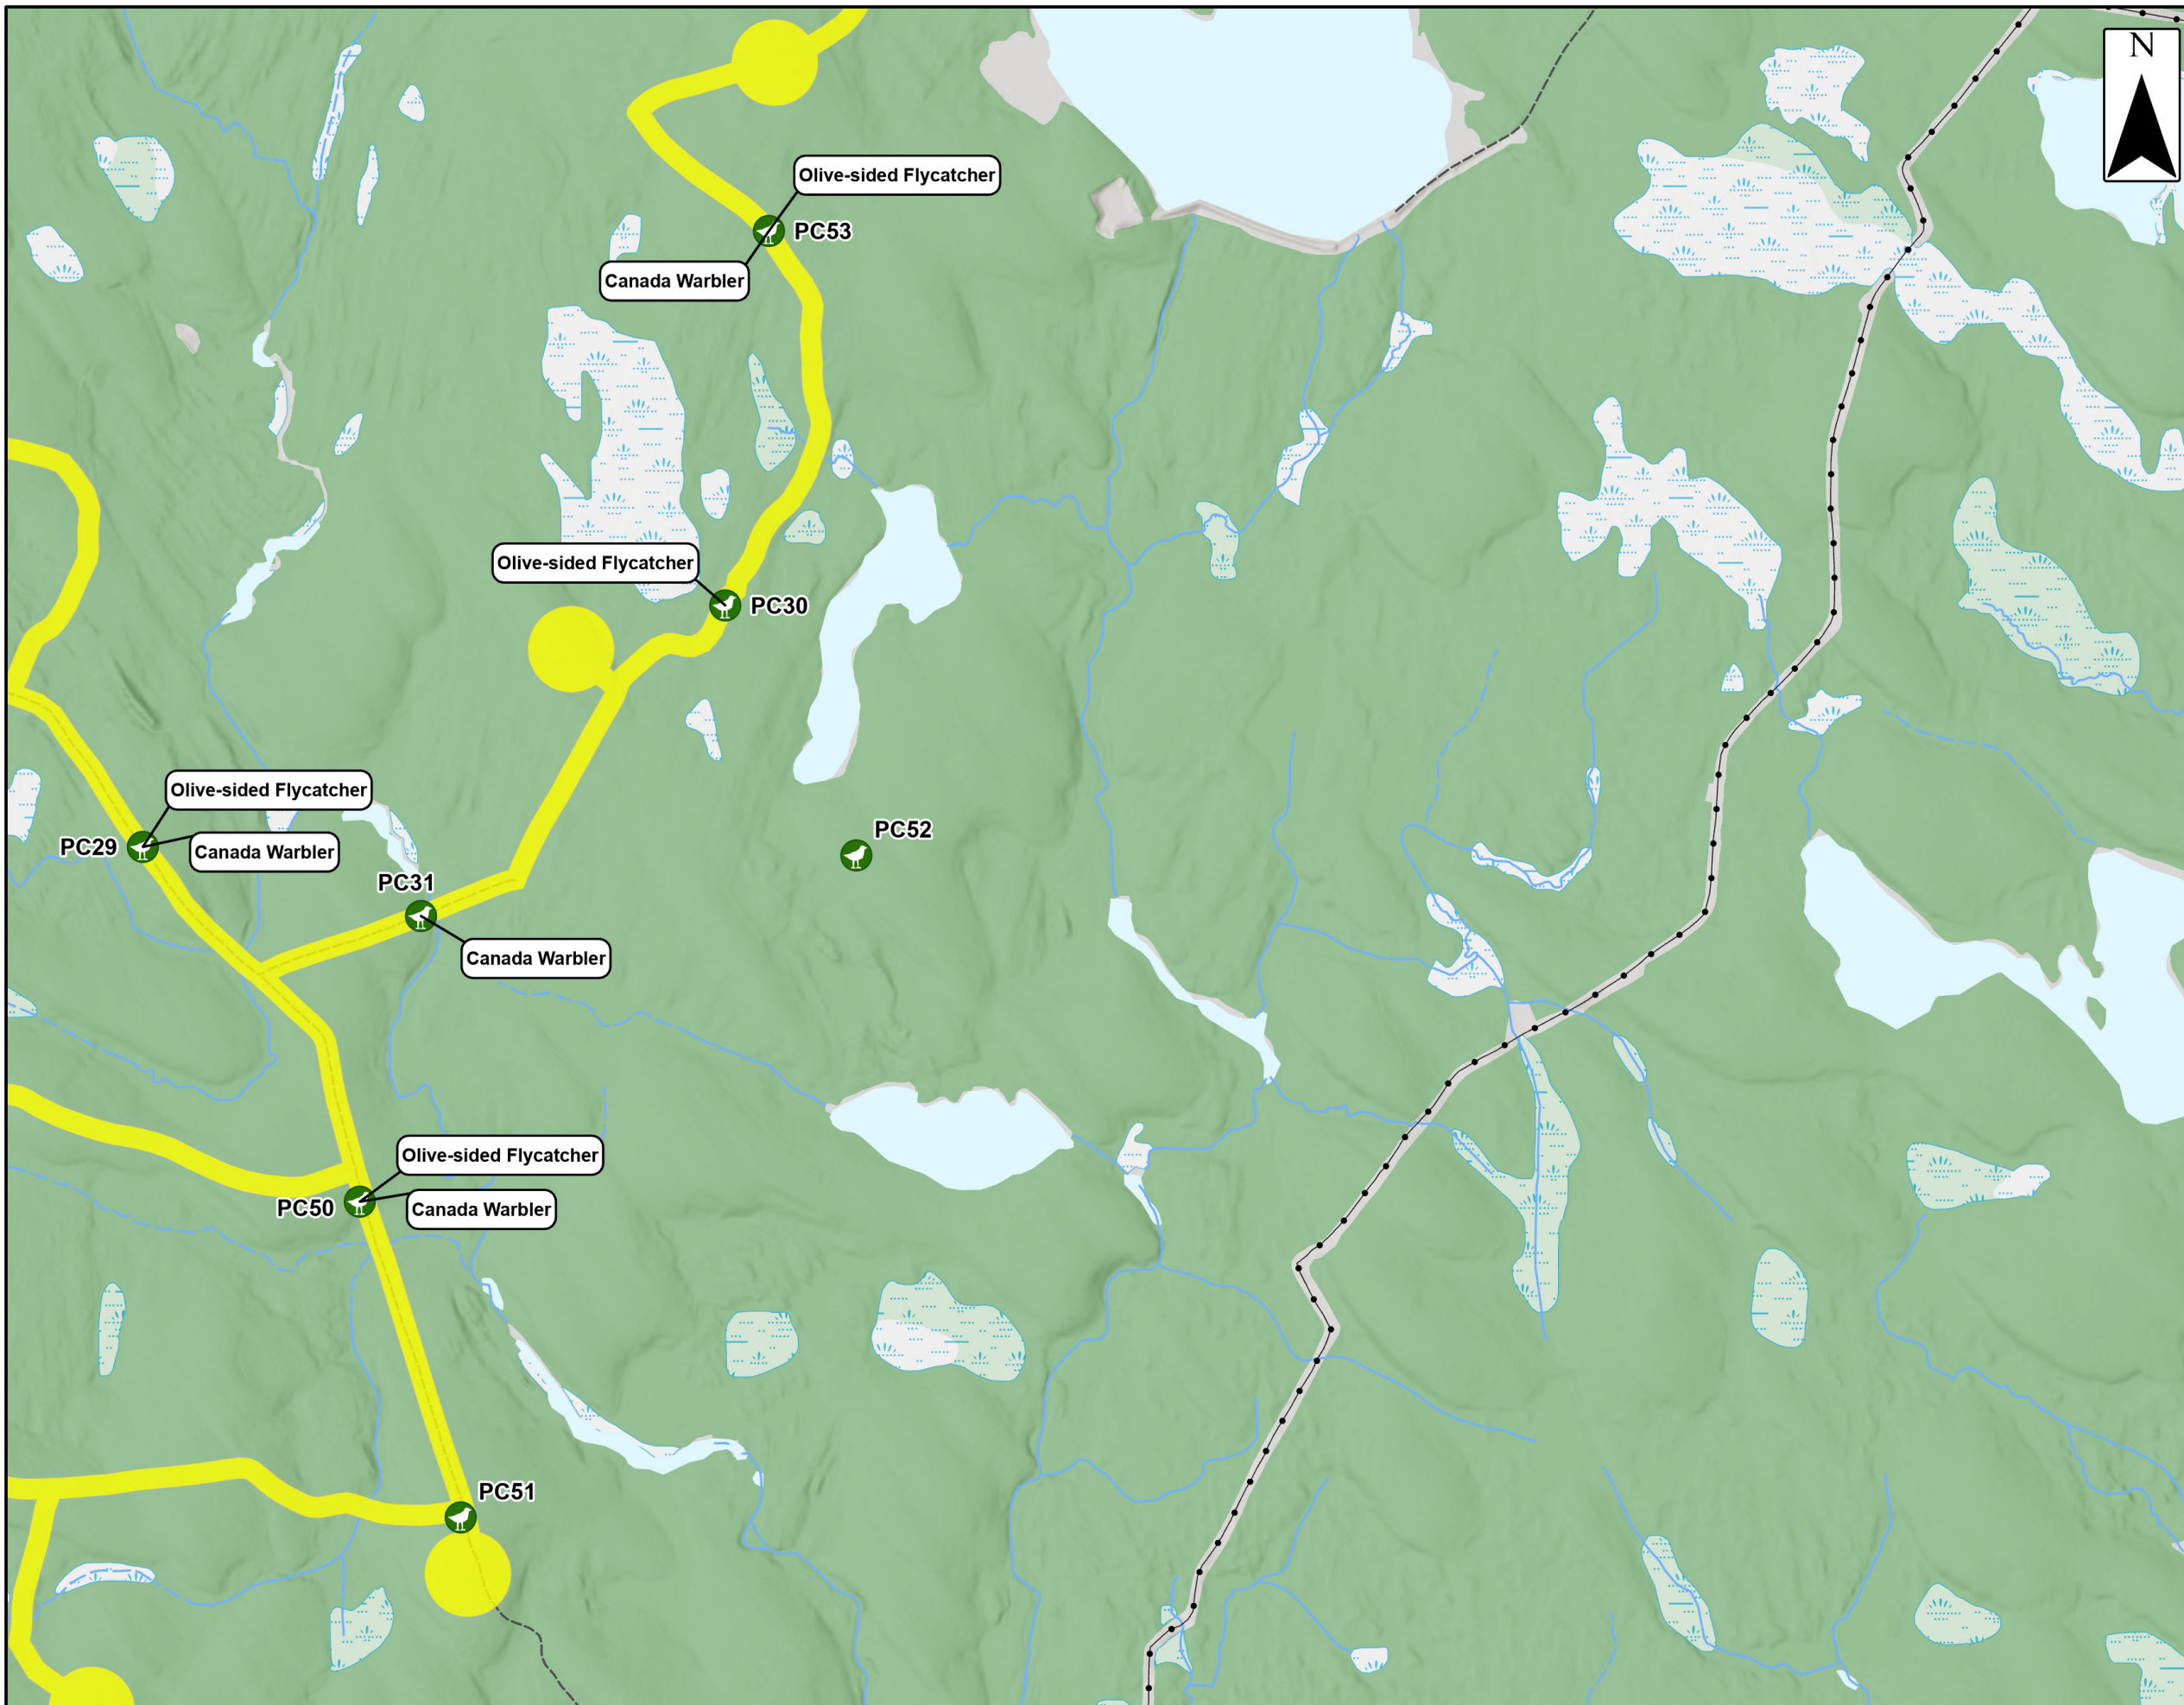 N
Olive-sided Flycatcher
PC53
Canada Warbler
Olive-sided Flycatcher
PC30
Olive-sided Flycatcher
PC29
Canada Warbler
PC52
PC31
Canada Warbler
Olive-sided Flycatcher
PC50
Canada Warbler
PC51